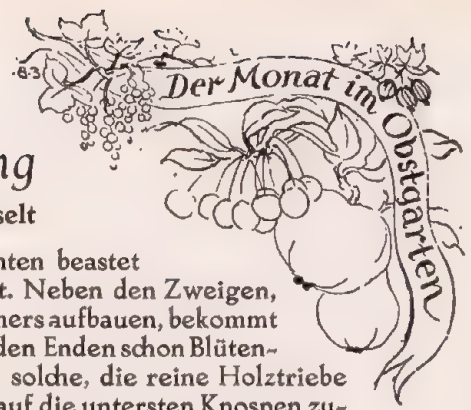 83
Der Monat im Obstgarten
ng
selt
nten beastet
t. Neben den Zweigen,
ners aufbauen, bekommt
den Enden schon Blüten-
solche, die reine Holztriebe
auf die untersten Knospen zu-